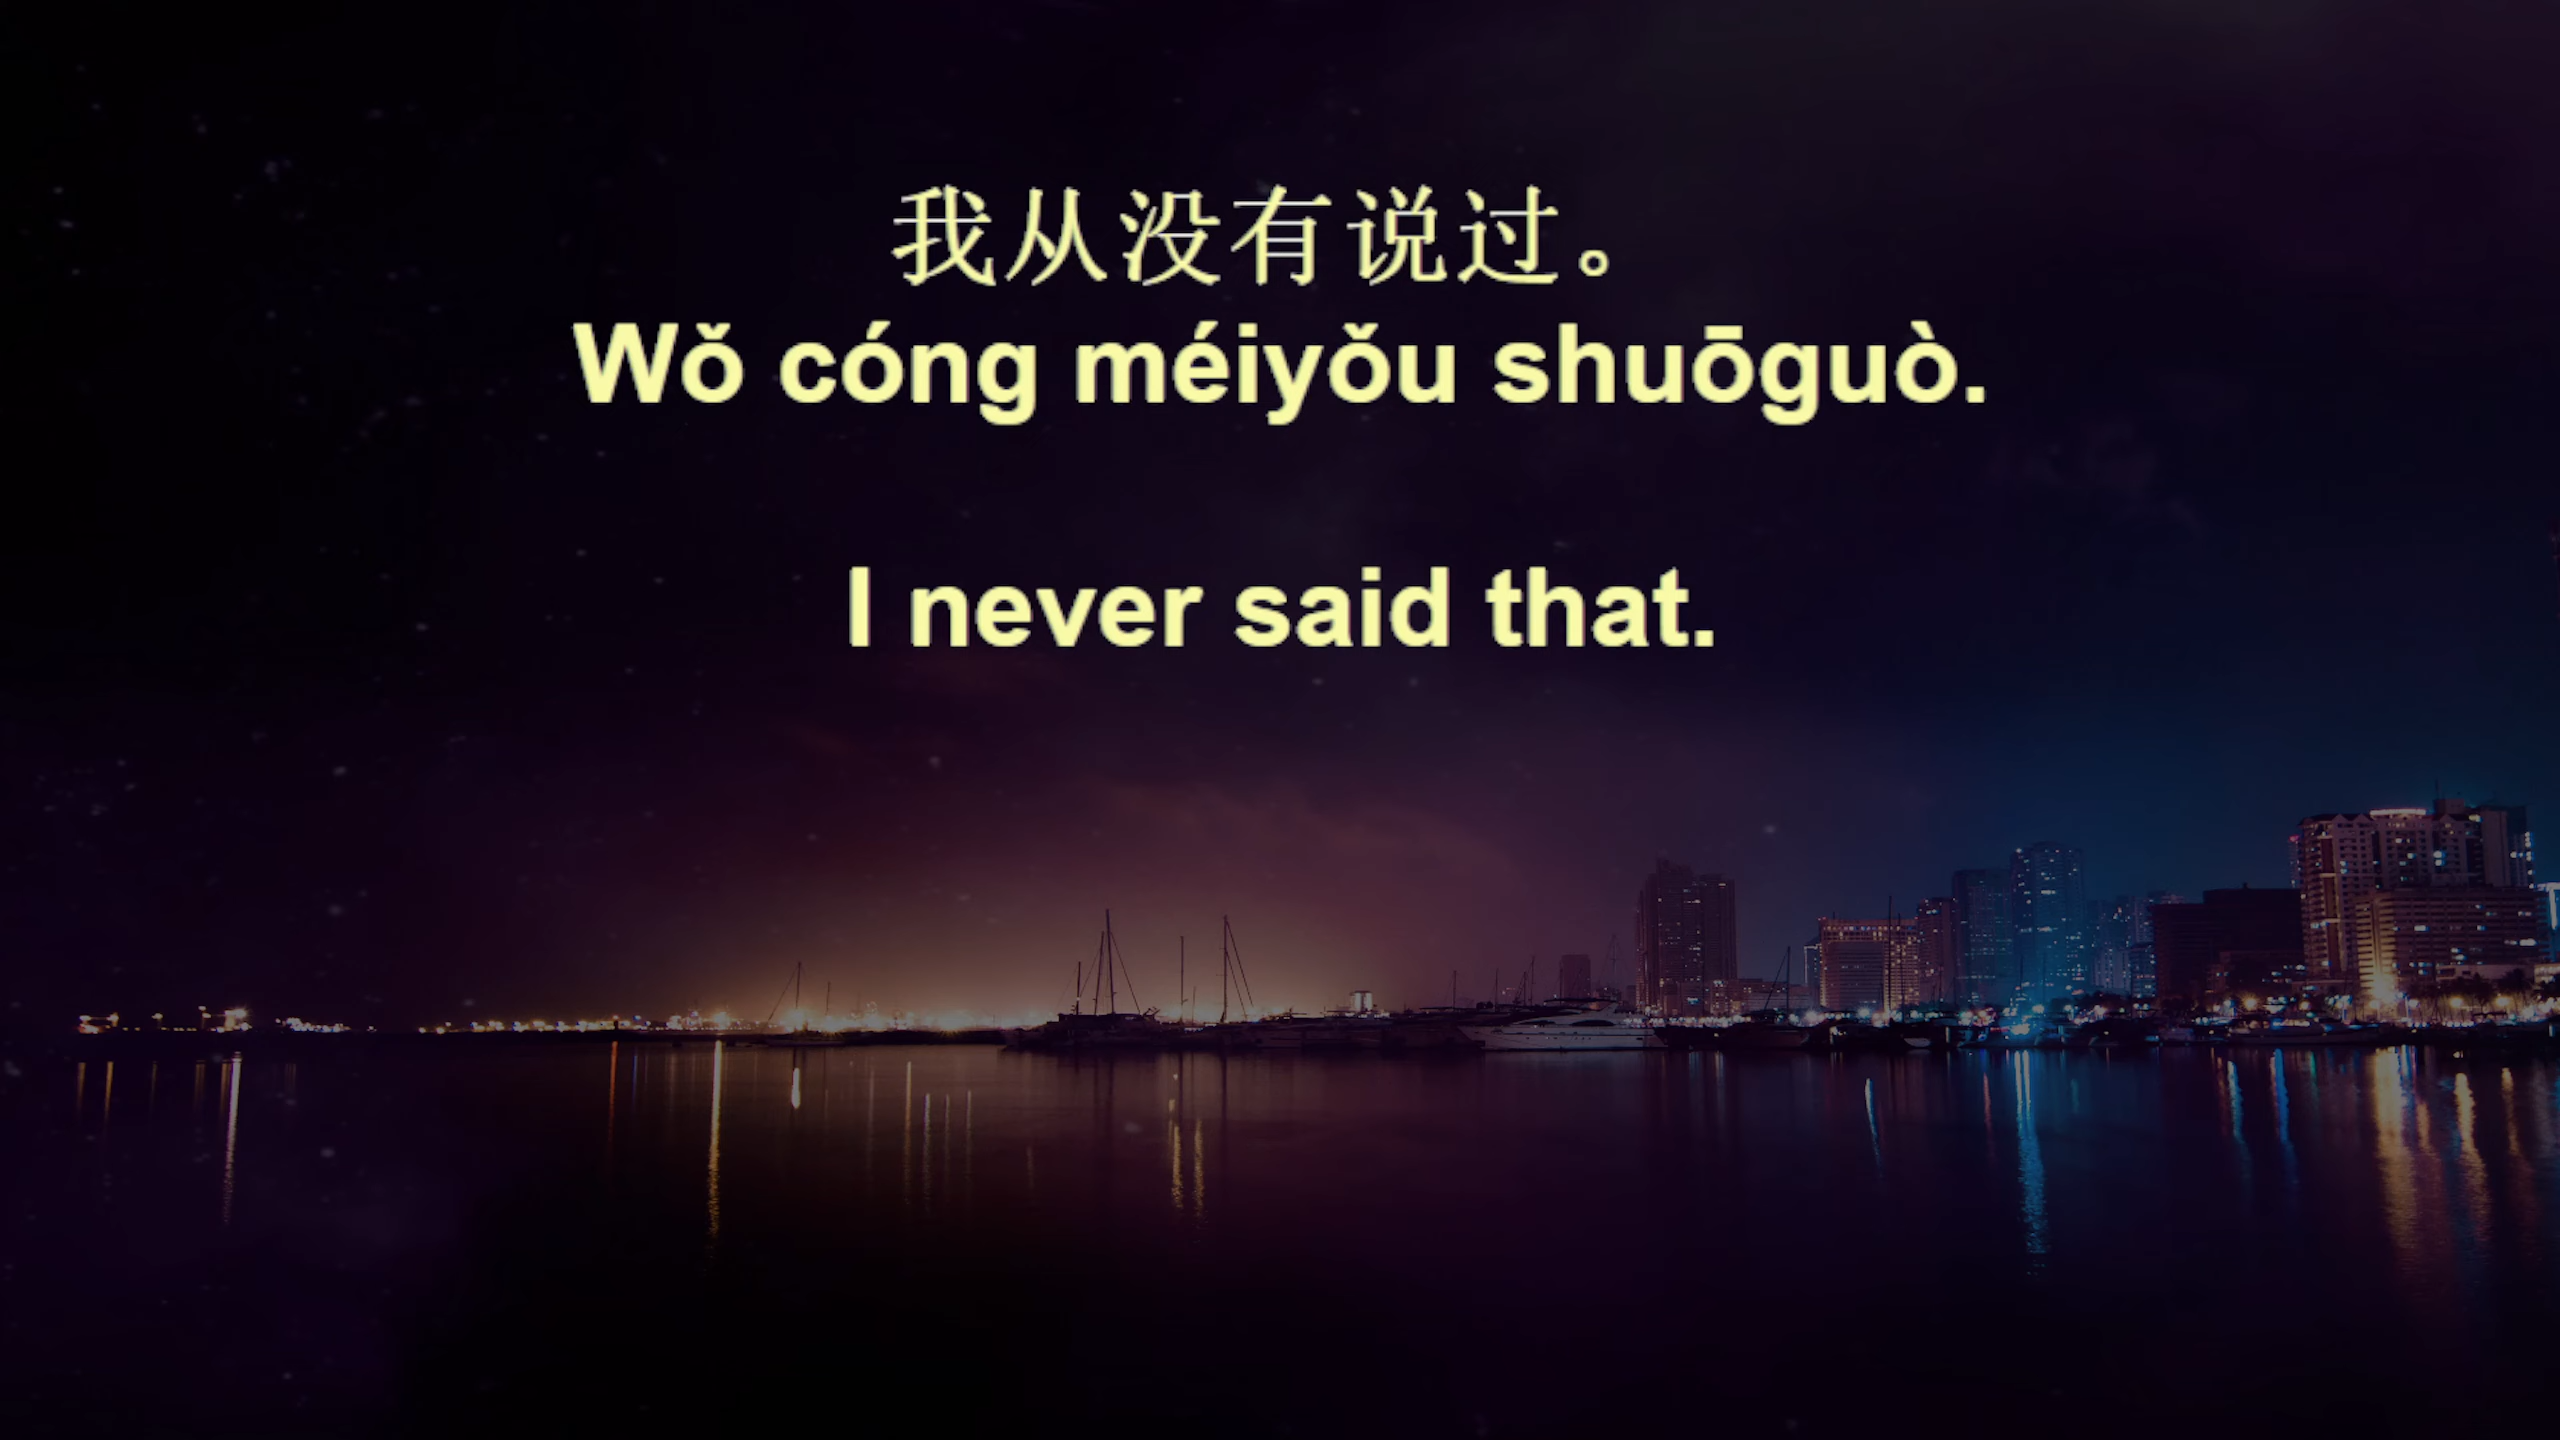 我从没有说过。
Wǒ cóng méiyǒu shuōguò.
I never said that.